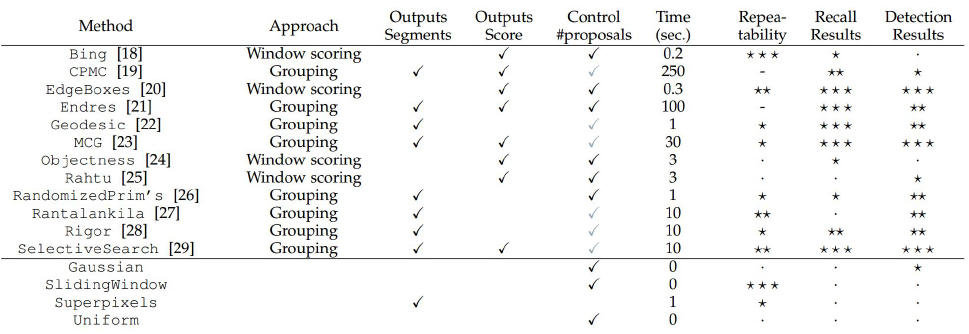 Method Approach Outputs Segments Outputs Score Control #proposals Time (sec.) Repea-tability Recall Results Detection Results
Bing [18] Window scoring ✓ ✓ 0.2 ⋆⋆⋆ ⋆ ·
CPMC [19] Grouping ✓ ✓ ✓ 250 - ⋆⋆ ⋆
EdgeBoxes [20] Window scoring ✓ ✓ 0.3 ⋆⋆ ⋆⋆⋆ ⋆⋆⋆
Endres [21] Grouping ✓ ✓ ✓ 100 - ⋆⋆⋆ ⋆⋆
Geodesic [22] Grouping ✓ ✓ 1 ⋆ ⋆⋆⋆ ⋆⋆
MCG [23] Grouping ✓ ✓ ✓ 30 ⋆ ⋆⋆⋆ ⋆⋆⋆
Objectness [24] Window scoring ✓ ✓ 3 · ⋆ ·
Rahtu [25] Window scoring ✓ ✓ 3 · · ⋆
RandomizedPrim's [26] Grouping ✓ ✓ 1 ⋆ ⋆ ⋆⋆
Rantalankila [27] Grouping ✓ ✓ 10 ⋆⋆ · ⋆⋆
Rigor [28] Grouping ✓ ✓ 10 ⋆ ⋆⋆ ⋆⋆
SelectiveSearch [29] Grouping ✓ ✓ ✓ 10 ⋆⋆ ⋆⋆⋆ ⋆⋆⋆
Gaussian ✓ 0 · · ⋆
SlidingWindow ✓ 0 ⋆⋆⋆ · ·
Superpixels ✓ 1 ⋆ · ·
Uniform ✓ 0 · · ·